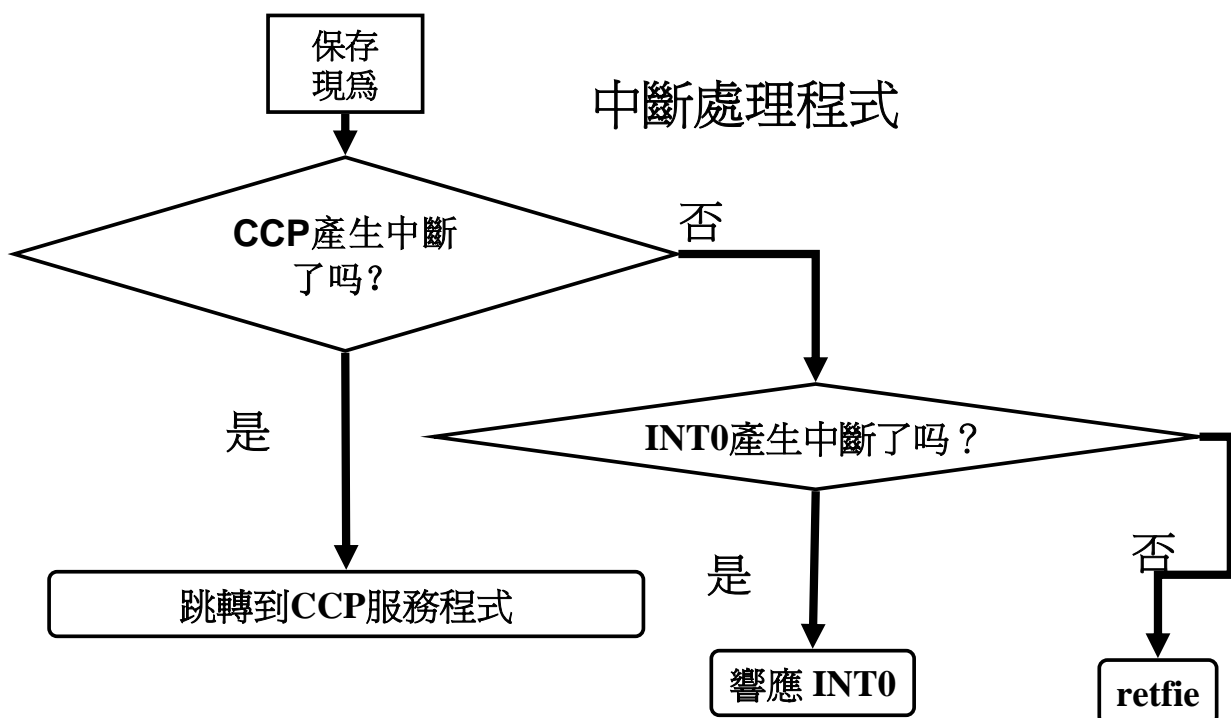 保存
現爲
中斷處理程式
CCP產生中斷
了吗？
否
是
INT0產生中斷了吗？
跳轉到CCP服務程式
是
否
響應 INT0
retfie